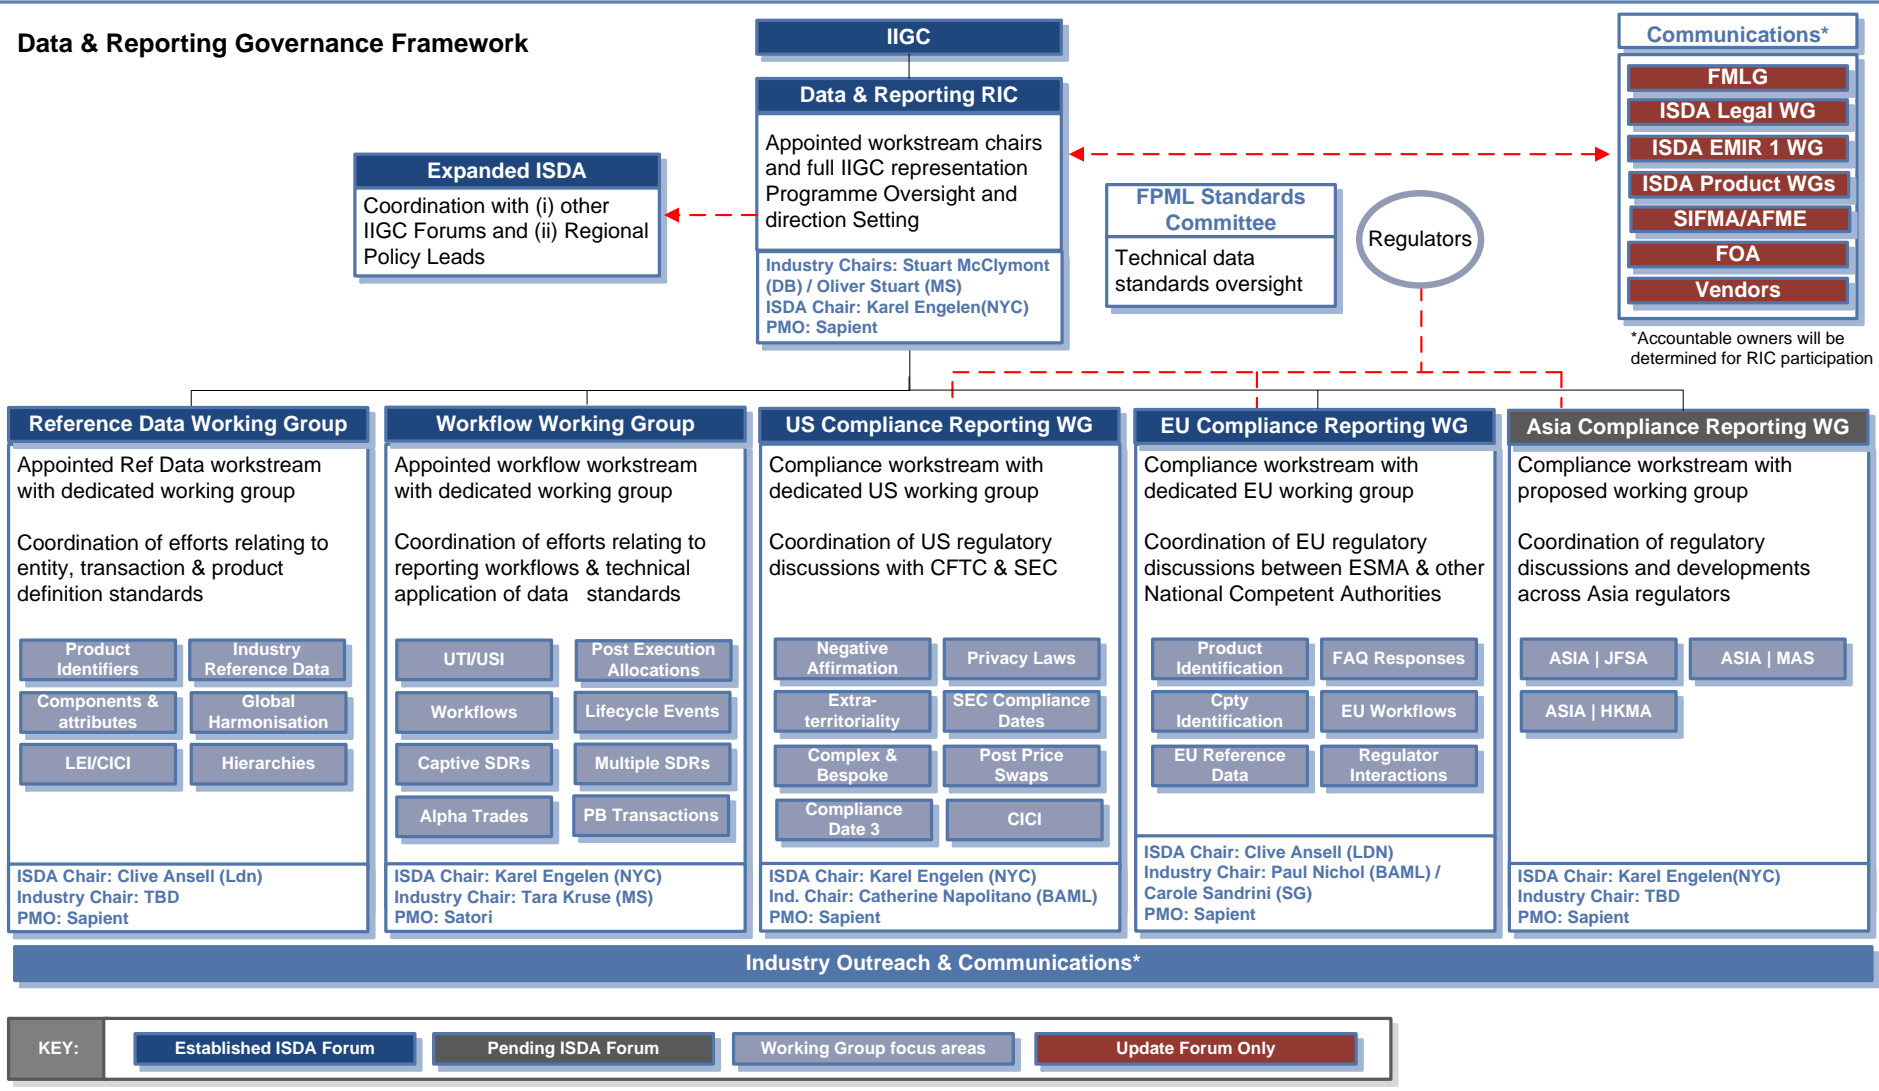 Data & Reporting Governance Framework
IIGC
Data & Reporting RIC
Appointed workstream chairs
and full IIGC representation
Programme Oversight and
direction Setting
Industry Chairs: Stuart McClymont
(DB) / Oliver Stuart (MS)
ISDA Chair: Karel Engelen(NYC)
PMO: Sapient
Expanded ISDA
Coordination with (i) other
IIGC Forums and (ii) Regional
Policy Leads
FPML Standards
Committee
Technical data
standards oversight
Regulators
Communications*
FMLG
ISDA Legal WG
ISDA EMIR 1 WG
ISDA Product WGs
SIFMA/AFME
FOA
Vendors
*Accountable owners will be
determined for RIC participation
Reference Data Working Group
Appointed Ref Data workstream
with dedicated working group
Coordination of efforts relating to
entity, transaction & product
definition standards
Product
Identifiers
Industry
Reference Data
Components &
attributes
Global
Harmonisation
LEI/CICI
Hierarchies
ISDA Chair: Clive Ansell (Ldn)
Industry Chair: TBD
PMO: Sapient
Workflow Working Group
Appointed workflow workstream
with dedicated working group
Coordination of efforts relating to
reporting workflows & technical
application of data   standards
UTI/USI
Post Execution
Allocations
Workflows
Lifecycle Events
Captive SDRs
Multiple SDRs
Alpha Trades
PB Transactions
ISDA Chair: Karel Engelen (NYC)
Industry Chair: Tara Kruse (MS)
PMO: Satori
US Compliance Reporting WG
Compliance workstream with
dedicated US working group
Coordination of US regulatory
discussions with CFTC & SEC
Negative
Affirmation
Privacy Laws
Extra-
territoriality
SEC Compliance
Dates
Complex &
Bespoke
Post Price
Swaps
Compliance
Date 3
CICI
ISDA Chair: Karel Engelen (NYC)
Ind. Chair: Catherine Napolitano (BAML)
PMO: Sapient
EU Compliance Reporting WG
Compliance workstream with
dedicated EU working group
Coordination of EU regulatory
discussions between ESMA & other
National Competent Authorities
Product
Identification
FAQ Responses
Cpty
Identification
EU Workflows
EU Reference
Data
Regulator
Interactions
ISDA Chair: Clive Ansell (LDN)
Industry Chair: Paul Nichol (BAML) /
Carole Sandrini (SG)
PMO: Sapient
Asia Compliance Reporting WG
Compliance workstream with
proposed working group
Coordination of regulatory
discussions and developments
across Asia regulators
ASIA | JFSA
ASIA | MAS
ASIA | HKMA
ISDA Chair: Karel Engelen(NYC)
Industry Chair: TBD
PMO: Sapient
Industry Outreach & Communications*
KEY:
Established ISDA Forum
Pending ISDA Forum
Working Group focus areas
Update Forum Only